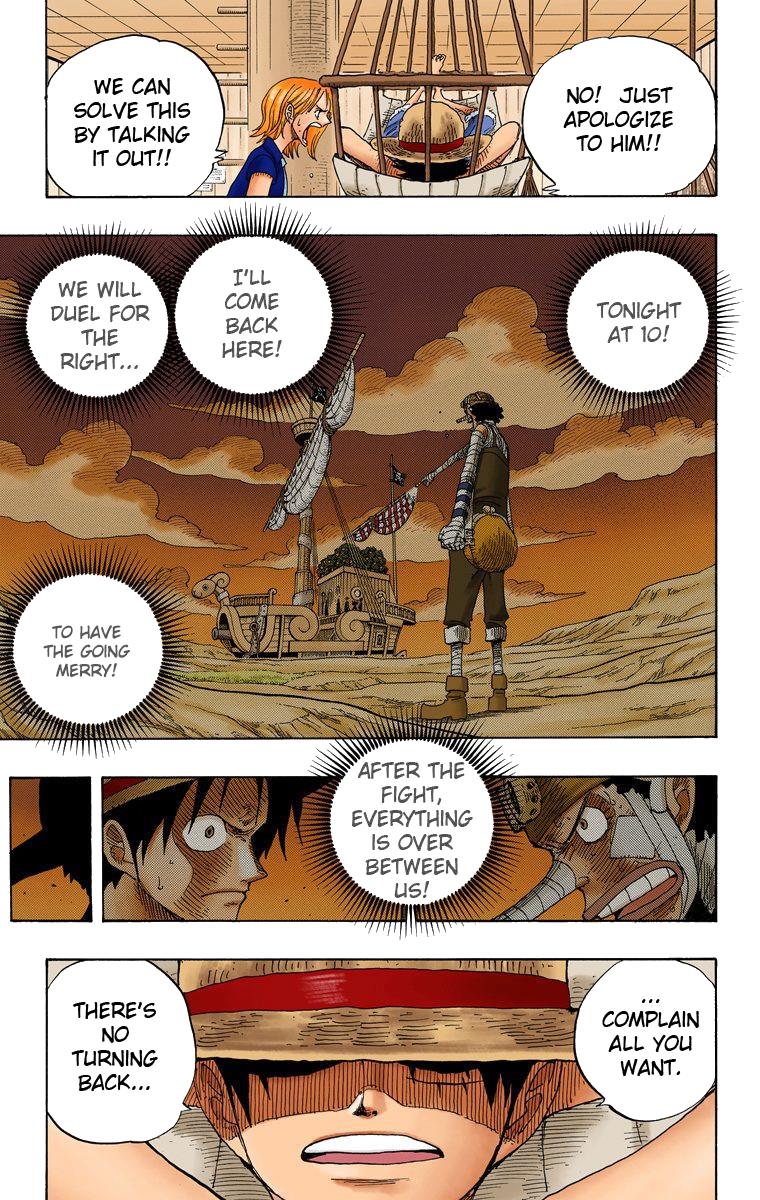 NO! JUST
APOLOGIZE
TO HIM!!
WE CAN
SOLVE THIS
BY TALKING
IT OUT!!
TONIGHT
AT 10!
I'LL
COME
BACK
HERE!
WE WILL
DUEL FOR
THE
RIGHT...
TO HAVE
THE GOING
MERRY!
AFTER THE
FIGHT,
EVERYTHING
IS OVER
BETWEEN
US!
...
COMPLAIN
ALL YOU
WANT.
THERE'S
NO
TURNING
BACK...